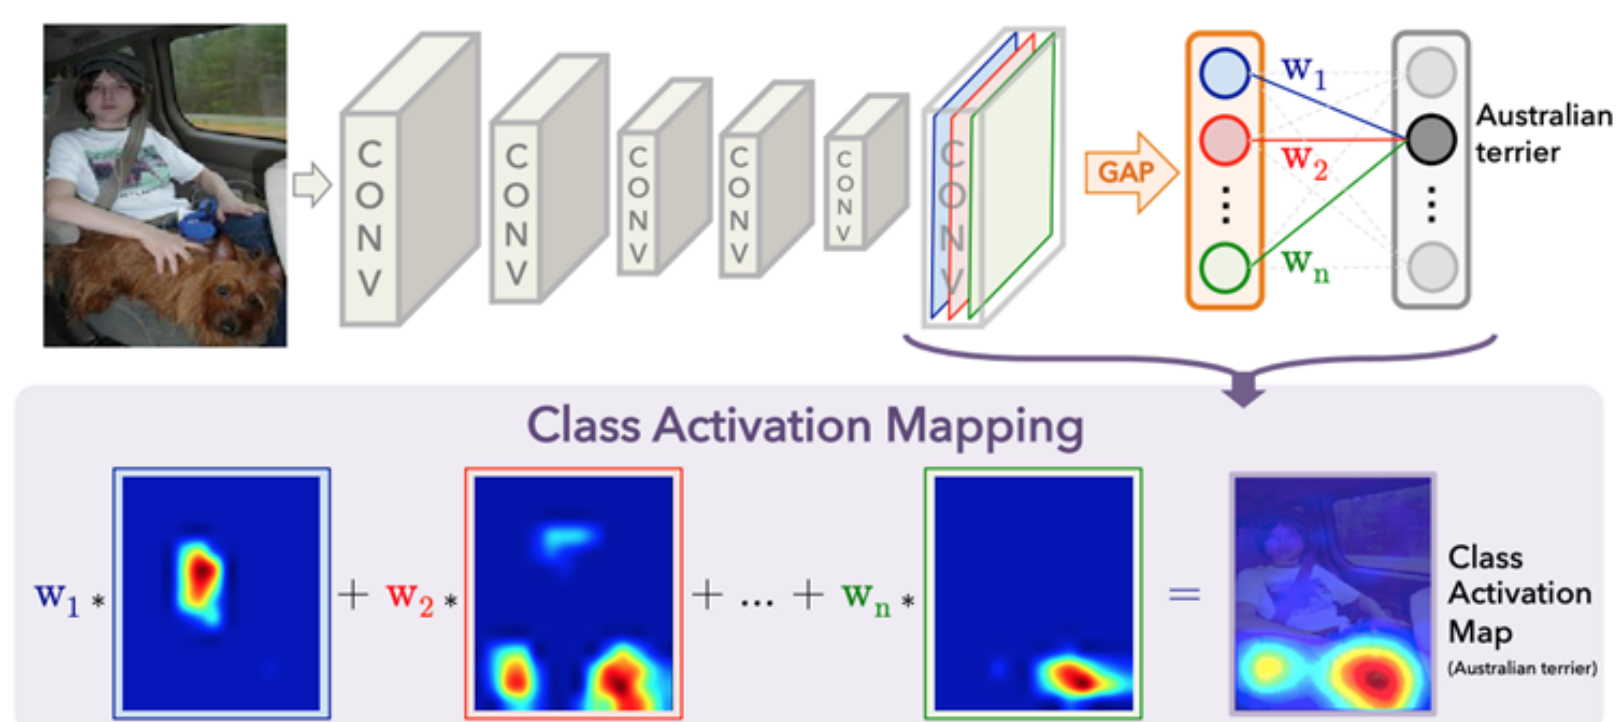 CONV
CONV
CONV
CONV
CONV
CONV
GAP
w1
w2
⋮
wn
⋮
Australian
terrier
Class Activation Mapping
w1 * + w2 * + ... + wn * =
Class
Activation
Map
(Australian terrier)